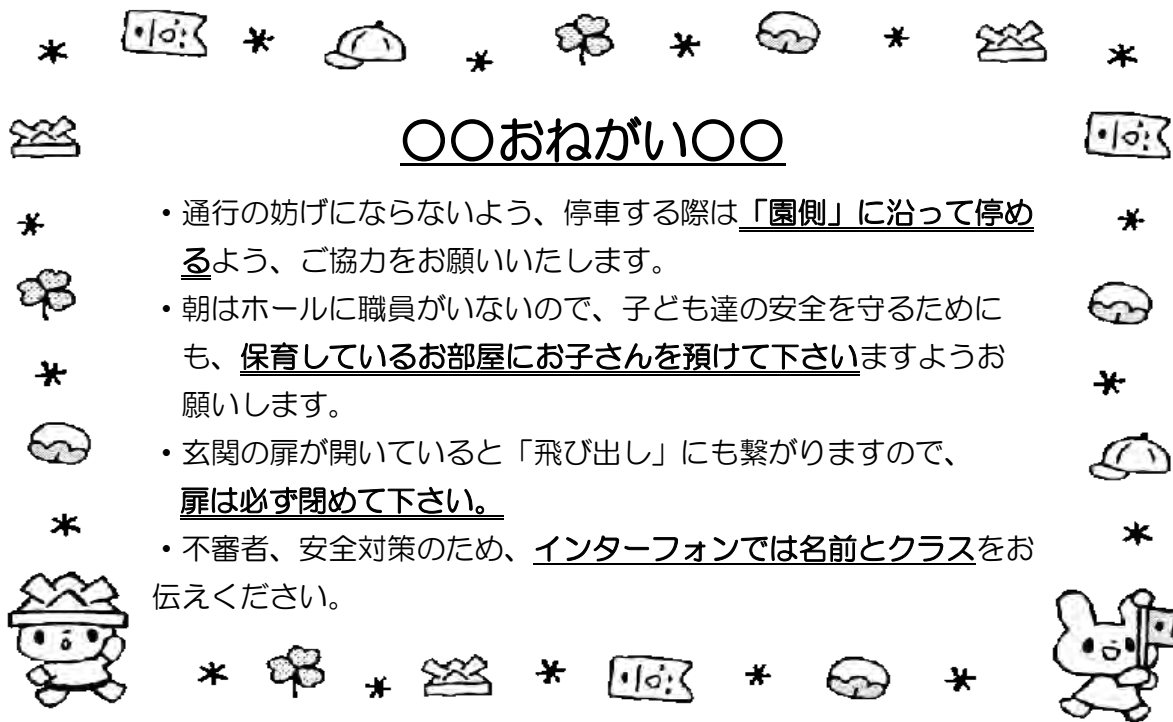 〇〇おねがい〇〇
・通行の妨げにならないよう、停車する際は「園側」に沿って停め
るよう、ご協力をお願いいたします。
・朝はホールに職員がいないので、子ども達の安全を守るために
も、保育しているお部屋にお子さんを預けて下さいますようお
願いします。
・玄関の扉が開いていると「飛び出し」にも繋がりますので、
扉は必ず閉めて下さい。
・不審者、安全対策のため、インターフォンでは名前とクラスをお
伝えください。